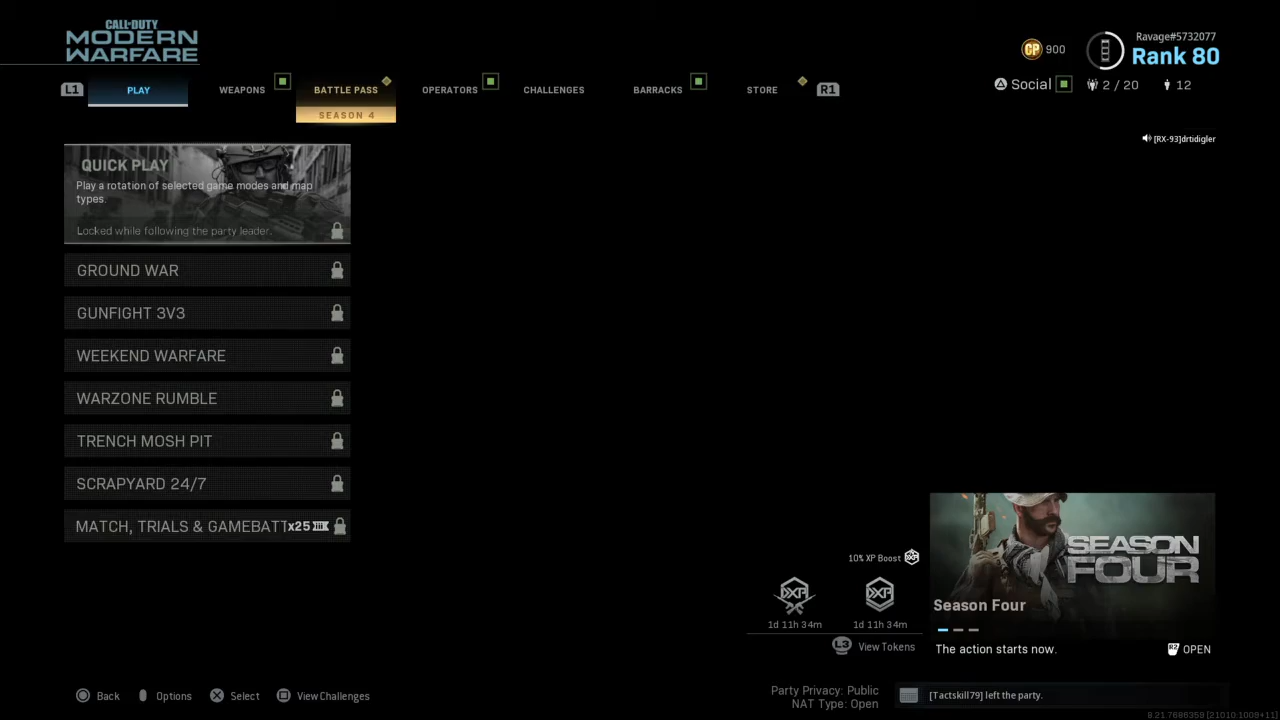 CALL·DUTY
MODERN
WARFARE
CP 900
Ravage#5732077
Rank 80
L1
PLAY
WEAPONS
BATTLE PASS
SEASON 4
OPERATORS
CHALLENGES
BARRACKS
STORE
R1
Social
2 / 20
12
[RX-93]drtidigler
QUICK PLAY
Play a rotation of selected game modes and map
types.
Locked while following the party leader.
GROUND WAR
GUNFIGHT 3V3
WEEKEND WARFARE
WARZONE RUMBLE
TRENCH MOSH PIT
SCRAPYARD 24/7
MATCH, TRIALS & GAMEBATT x25
10% XP Boost
DXP
DXP
1d 11h 34m
1d 11h 34m
L3 View Tokens
SEASON
FOUR
Season Four
The action starts now.
R2 OPEN
Back
Options
Select
View Challenges
Party Privacy: Public
NAT Type: Open
[Tactskill79] left the party.